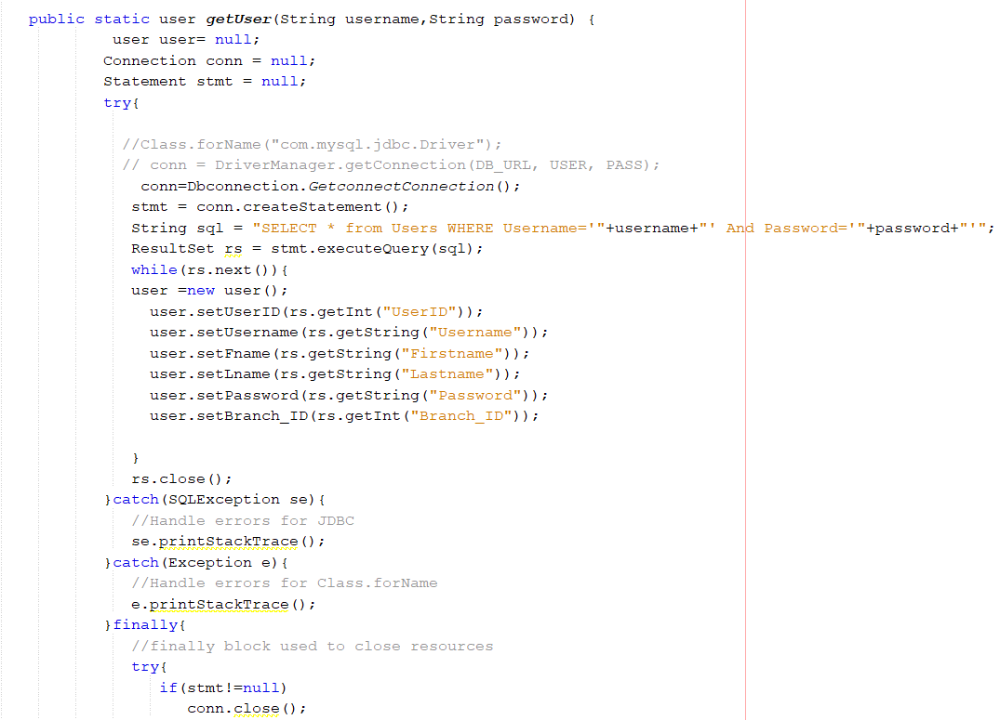 public static user getUser(String username,String password) {
user user= null;
Connection conn = null;
Statement stmt = null;
try{
//Class.forName("com.mysql.jdbc.Driver");
// conn = DriverManager.getConnection(DB_URL, USER, PASS);
conn=Dbconnection.GetconnectConnection();
stmt = conn.createStatement();
String sql = "SELECT * from Users WHERE Username='"+username+"' And Password='"+password+"'";
ResultSet rs = stmt.executeQuery(sql);
while(rs.next()){
user =new user();
user.setUserID(rs.getInt("UserID"));
user.setUsername(rs.getString("Username"));
user.setFname(rs.getString("Firstname"));
user.setLname(rs.getString("Lastname"));
user.setPassword(rs.getString("Password"));
user.setBranch_ID(rs.getInt("Branch_ID"));
}
rs.close();
}catch(SQLException se){
//Handle errors for JDBC
se.printStackTrace();
}catch(Exception e){
//Handle errors for Class.forName
e.printStackTrace();
}finally{
//finally block used to close resources
try{
if(stmt!=null)
conn.close();